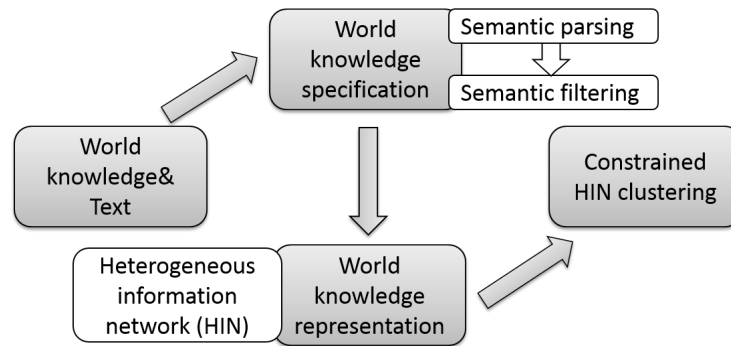 World
knowledge
specification
Semantic parsing
Semantic filtering
World
knowledge&
Text
Constrained
HIN clustering
Heterogeneous
information
network (HIN)
World
knowledge
representation